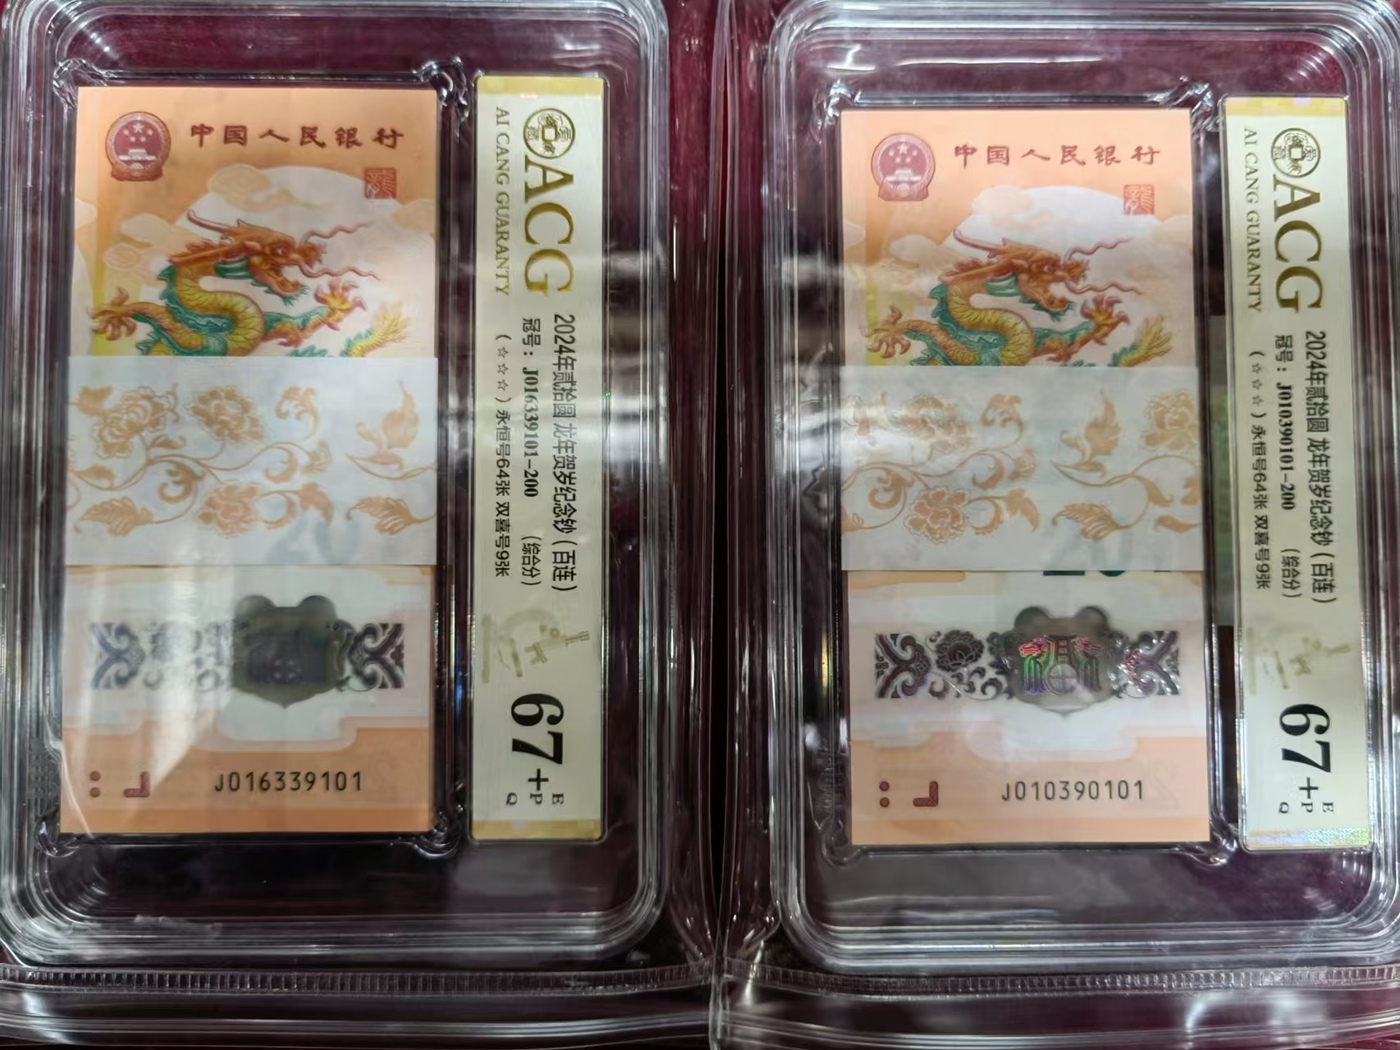 中国人民银行
J016339101
ACG
AI CANG GUARANTY
2024年贰拾圆 龙年贺岁纪念钞（百连）
冠号：J016339101-200 （综合分）
（☆☆☆）永恒号64张 双喜号9张
67+
E
P
Q
中国人民银行
20
J010390101
ACG
AI CANG GUARANTY
2024年贰拾圆 龙年贺岁纪念钞（百连）
冠号：J010390101-200 （综合分）
（☆☆☆）永恒号64张 双喜号9张
67+
E
P
Q